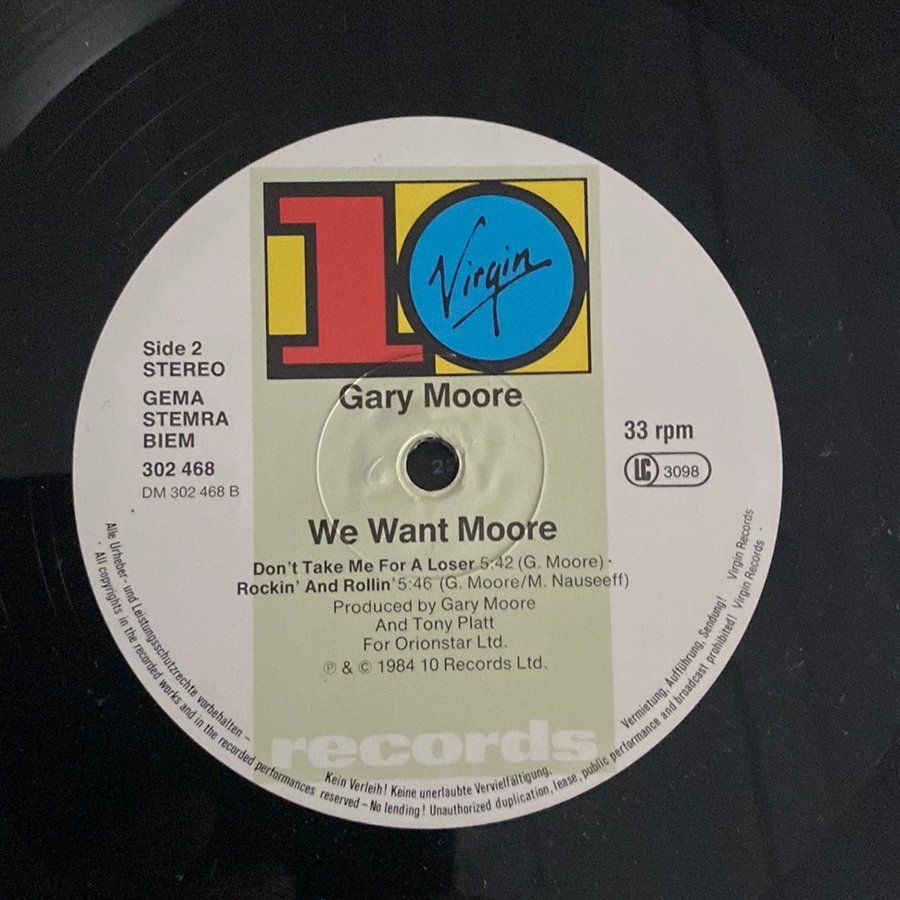 10
Virgin
Gary Moore
Side 2
STEREO
GEMA
STEMRA
BIEM
302 468
DM 302 468 B
33 rpm
LC 3098
We Want Moore
Don't Take Me For A Loser 5:42 (G. Moore) ·
Rockin' And Rollin' 5:46 (G. Moore/M. Nauseeff)
Produced by Gary Moore
And Tony Platt
For Orionstar Ltd.
℗ & © 1984 10 Records Ltd.
records
Alle Urheber- und Leistungsschutzrechte vorbehalten – Kein Verleih! Keine unerlaubte Vervielfältigung, Vermietung, Aufführung, Sendung! Virgin Records
· All copyrights in the recorded works and in the recorded performances reserved – No lending! Unauthorized duplication, lease, public performance and broadcast prohibited! Virgin Records ·